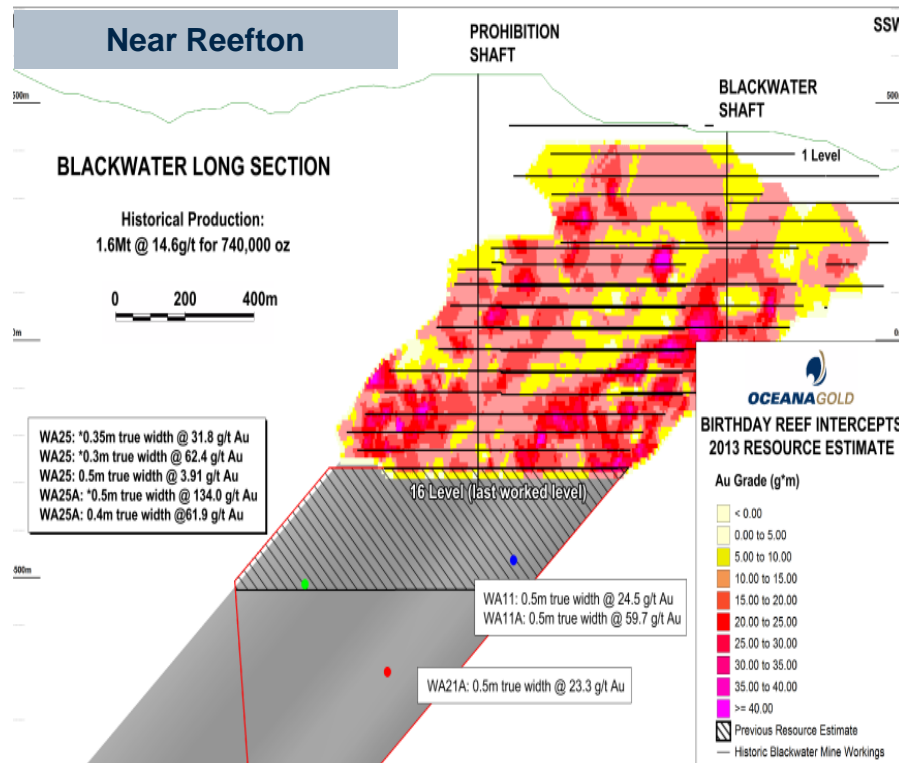 Near Reefton
PROHIBITION
SHAFT
SSW
500m
500.
BLACKWATER
SHAFT
1 Level
BLACKWATER LONG SECTION
Historical Production:
1.6Mt @ 14.6g/t for 740,000 oz
0 200 400m
0m
0.
WA25: *0.35m true width @ 31.8 g/t Au
WA25: *0.3m true width @ 62.4 g/t Au
WA25: 0.5m true width @ 3.91 g/t Au
WA25A: *0.5m true width @ 134.0 g/t Au
WA25A: 0.4m true width @61.9 g/t Au
16 Level (last worked level)
-500m
WA11: 0.5m true width @ 24.5 g/t Au
WA11A: 0.5m true width @ 59.7 g/t Au
WA21A: 0.5m true width @ 23.3 g/t Au
OCEANAGOLD
BIRTHDAY REEF INTERCEPTS
2013 RESOURCE ESTIMATE
Au Grade (g*m)
< 0.00
0.00 to 5.00
5.00 to 10.00
10.00 to 15.00
15.00 to 20.00
20.00 to 25.00
25.00 to 30.00
30.00 to 35.00
35.00 to 40.00
>= 40.00
Previous Resource Estimate
Historic Blackwater Mine Workings